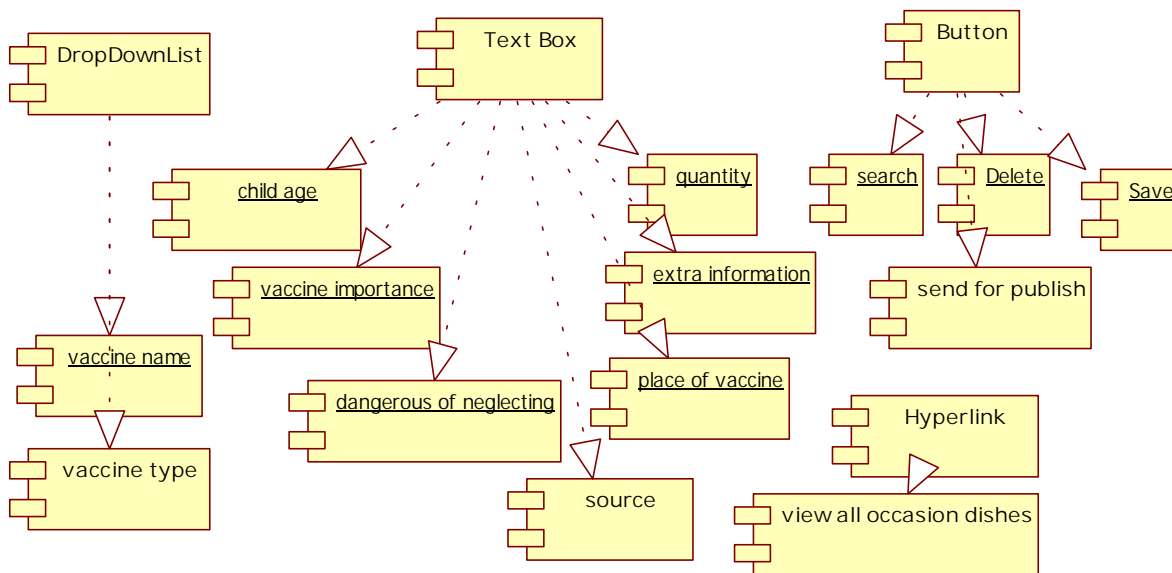 DropDownList
Text Box
Button
child age
quantity
search
Delete
Save
vaccine importance
extra information
send for publish
vaccine name
dangerous of neglecting
place of vaccine
Hyperlink
vaccine type
source
view all occasion dishes